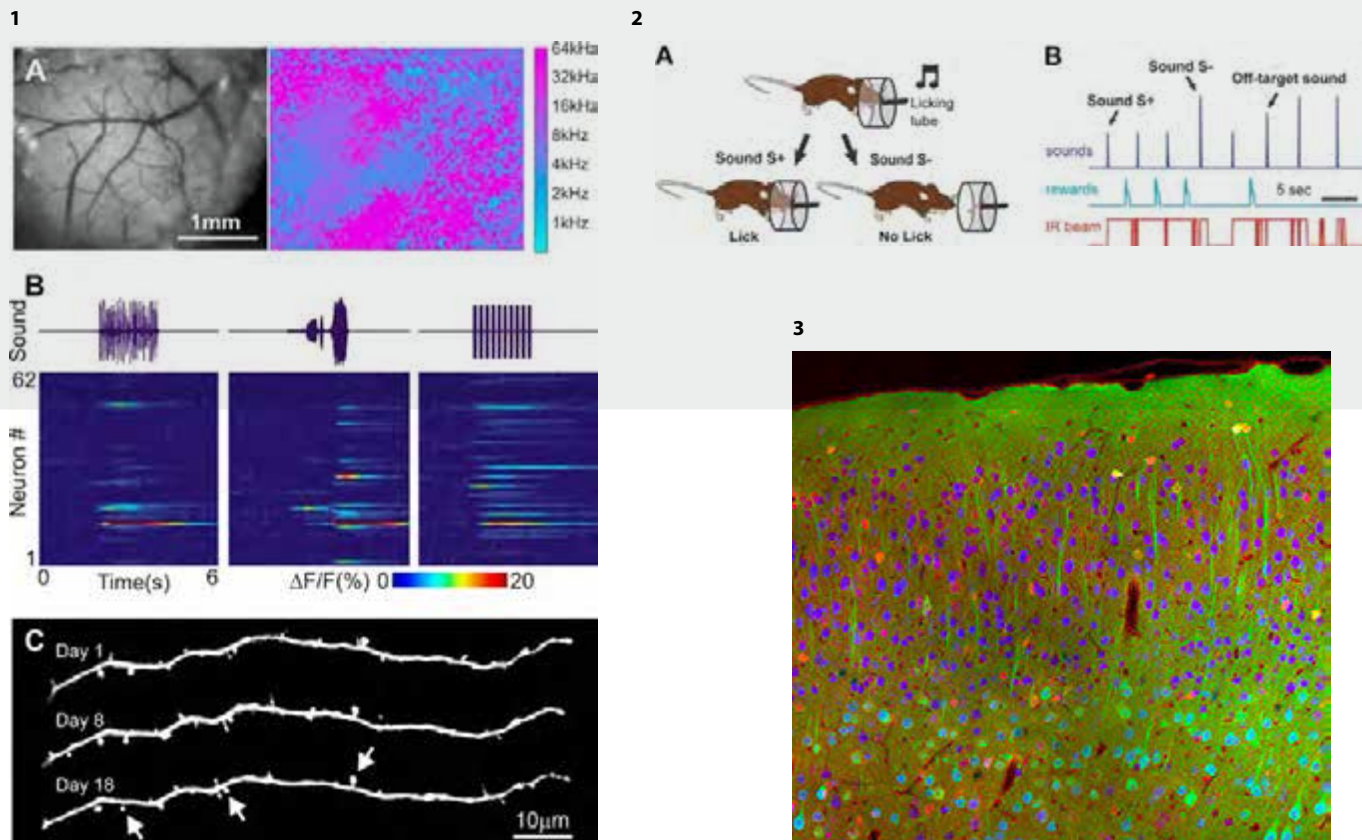 1
A
1mm
64kHz
32kHz
16kHz
8kHz
4kHz
2kHz
1kHz
B
Sound
62
Neuron #
1
0
Time(s)
6
ΔF/F(%)
0
20
C
Day 1
Day 8
Day 18
10μm
2
A
Licking
tube
Sound S+
Sound S-
Lick
No Lick
B
Sound S-
Sound S+
Off-target sound
sounds
rewards
5 sec
IR beam
3